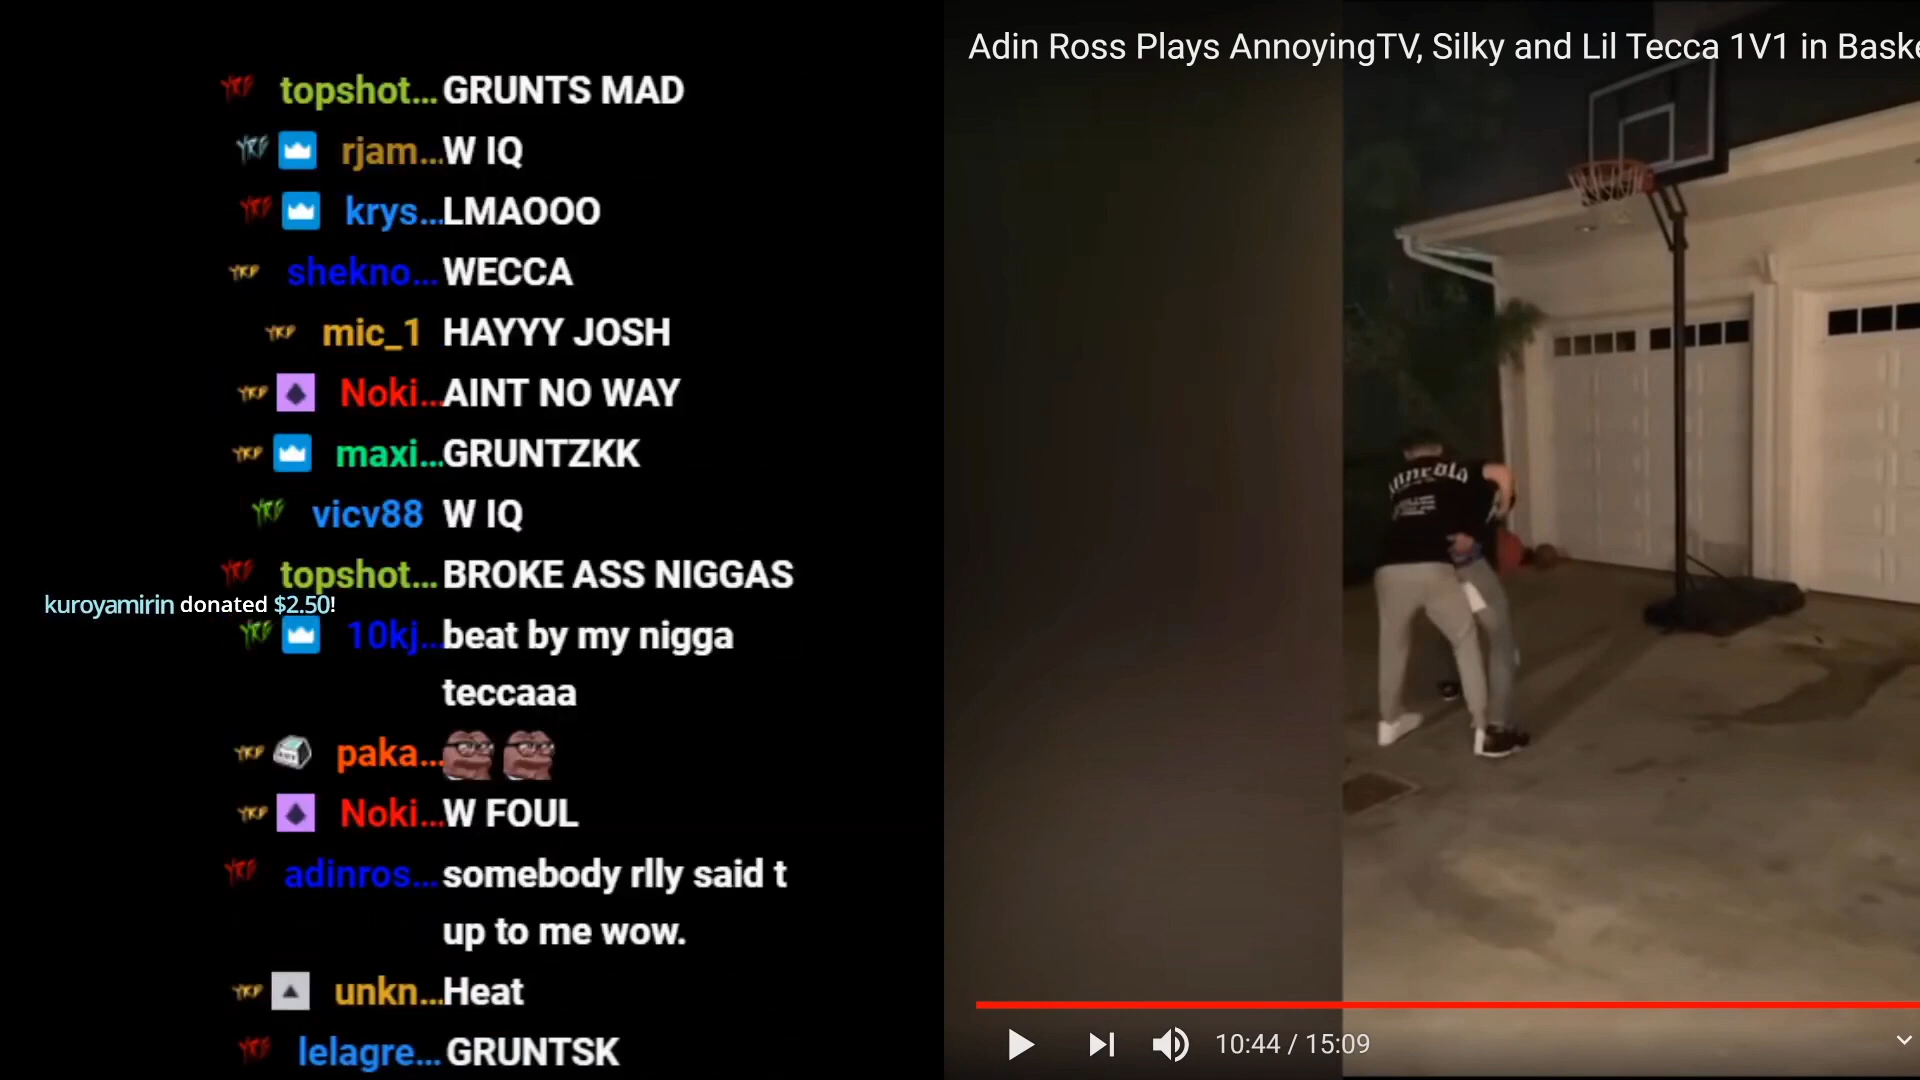 Adin Ross Plays AnnoyingTV, Silky and Lil Tecca 1V1 in Baske
topshot... GRUNTS MAD
rjam... W IQ
krys... LMAOOO
shekno... WECCA
mic_1 HAYYY JOSH
Noki... AINT NO WAY
maxi... GRUNTZKK
vicv88 W IQ
topshot... BROKE ASS NIGGAS
kuroyamirin donated $2.50!
10kj... beat by my nigga
teccaaa
paka...
Noki... W FOUL
adinros... somebody rlly said t
up to me wow.
unkn... Heat
lelagre... GRUNTSK
10:44 / 15:09